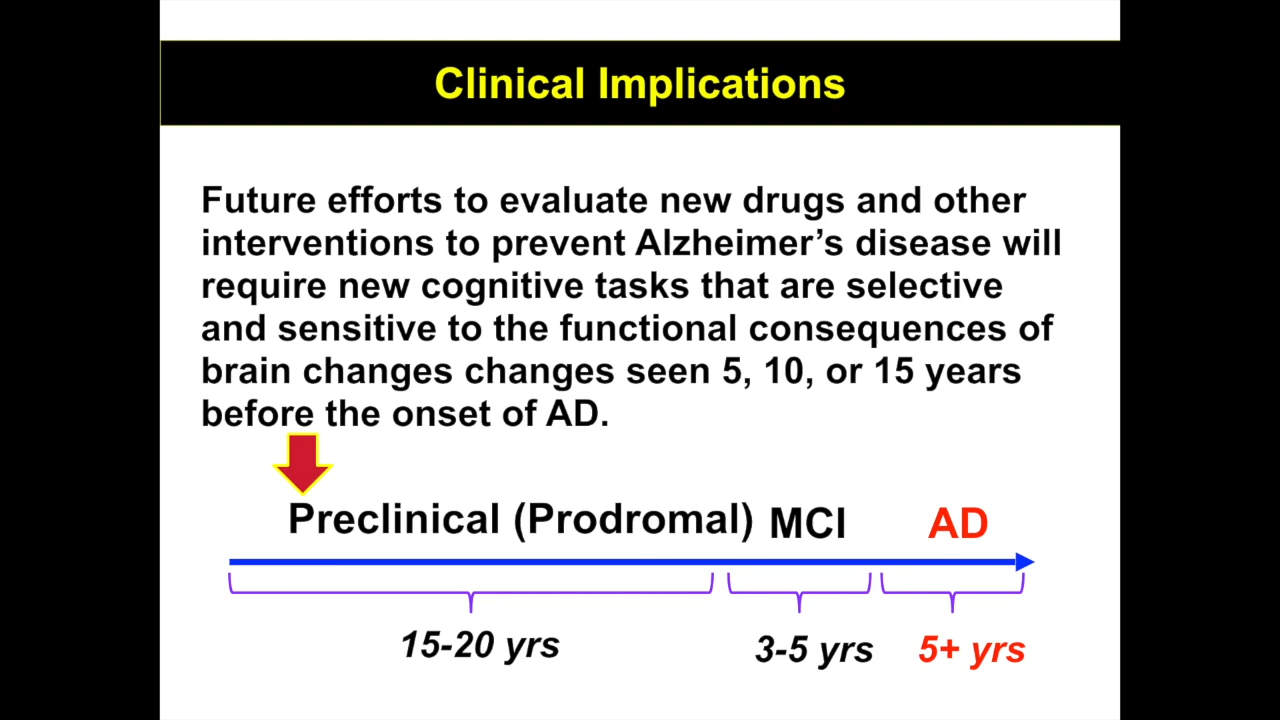 Clinical Implications
Future efforts to evaluate new drugs and other
interventions to prevent Alzheimer’s disease will
require new cognitive tasks that are selective
and sensitive to the functional consequences of
brain changes changes seen 5, 10, or 15 years
before the onset of AD.
Preclinical (Prodromal) MCI AD
15-20 yrs 3-5 yrs 5+ yrs